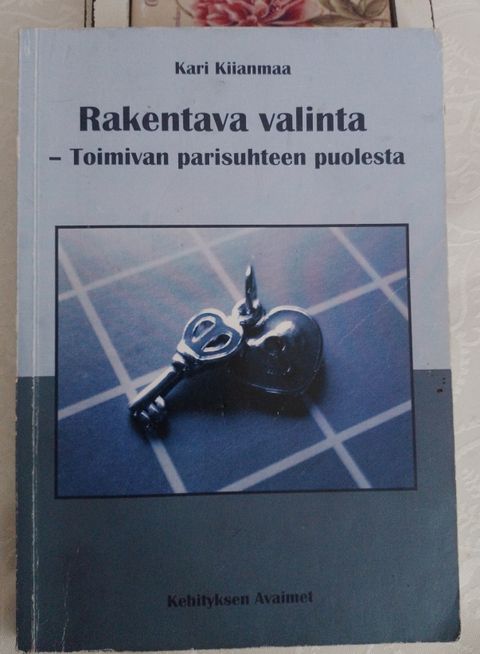 Kari Kiianmaa
Rakentava valinta
– Toimivan parisuhteen puolesta
Kehityksen Avaimet